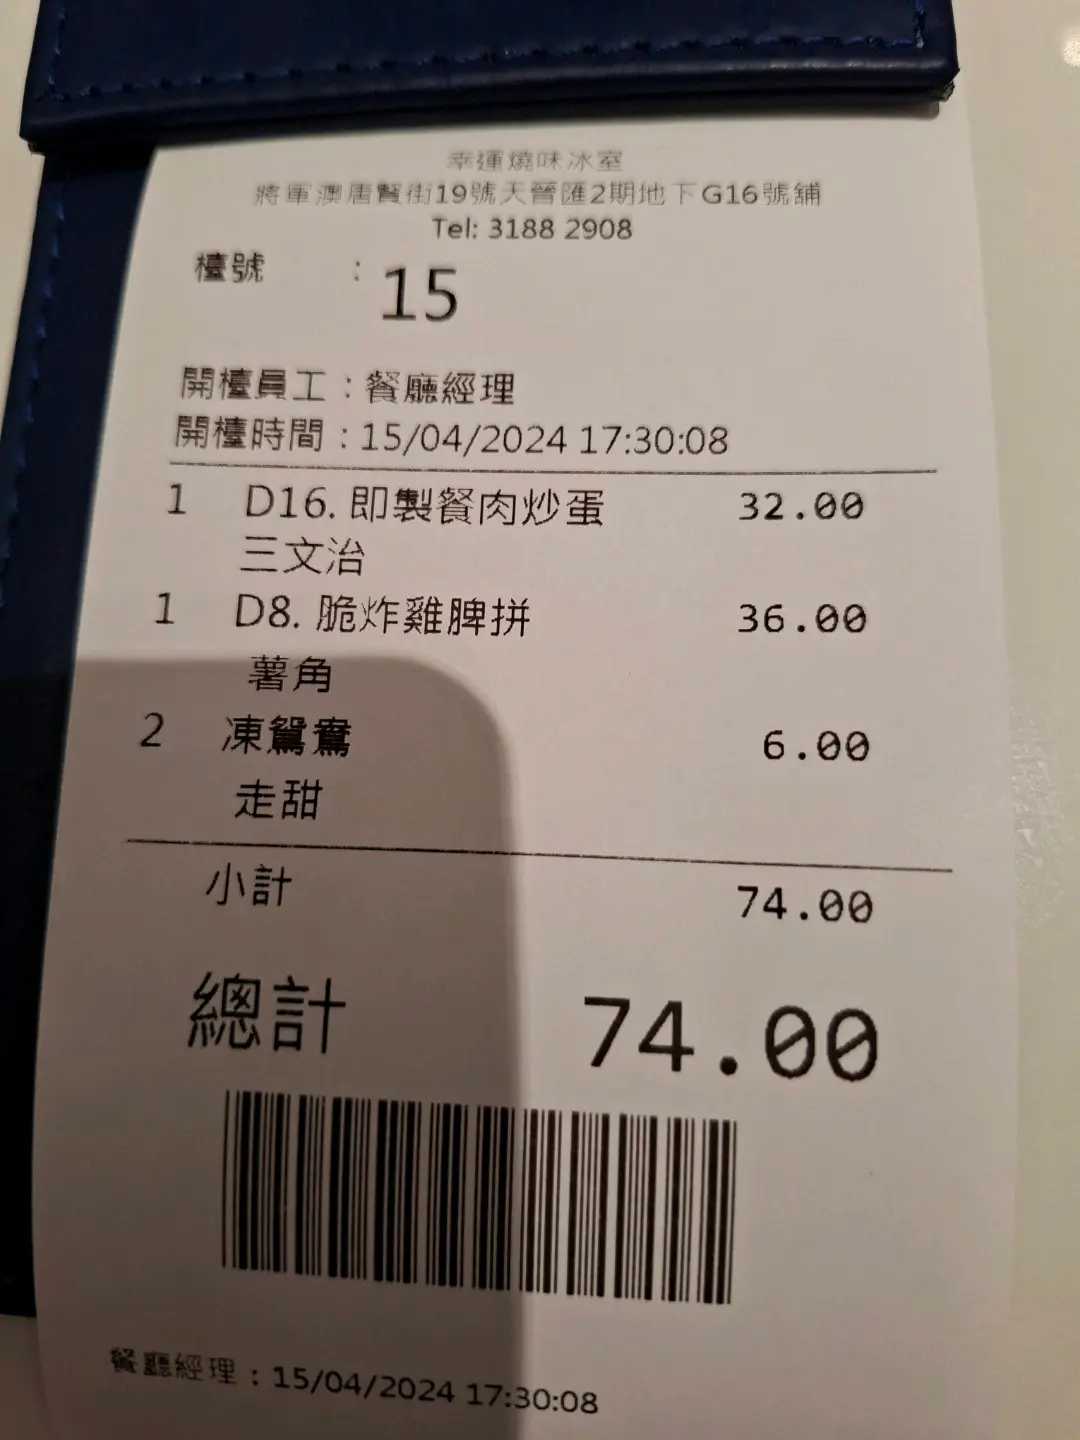 幸運燒味冰室
將軍澳唐賢街19號天晉匯2期地下G16號舖
Tel: 3188 2908
檯號 : 15
開檯員工 : 餐廳經理
開檯時間 : 15/04/2024 17:30:08
1 D16. 即製餐肉炒蛋 32.00
三文治
1 D8. 脆炸雞脾拼 36.00
薯角
2 凍鴛鴦 6.00
走甜
小計 74.00
總計 74.00
餐廳經理 : 15/04/2024 17:30:08